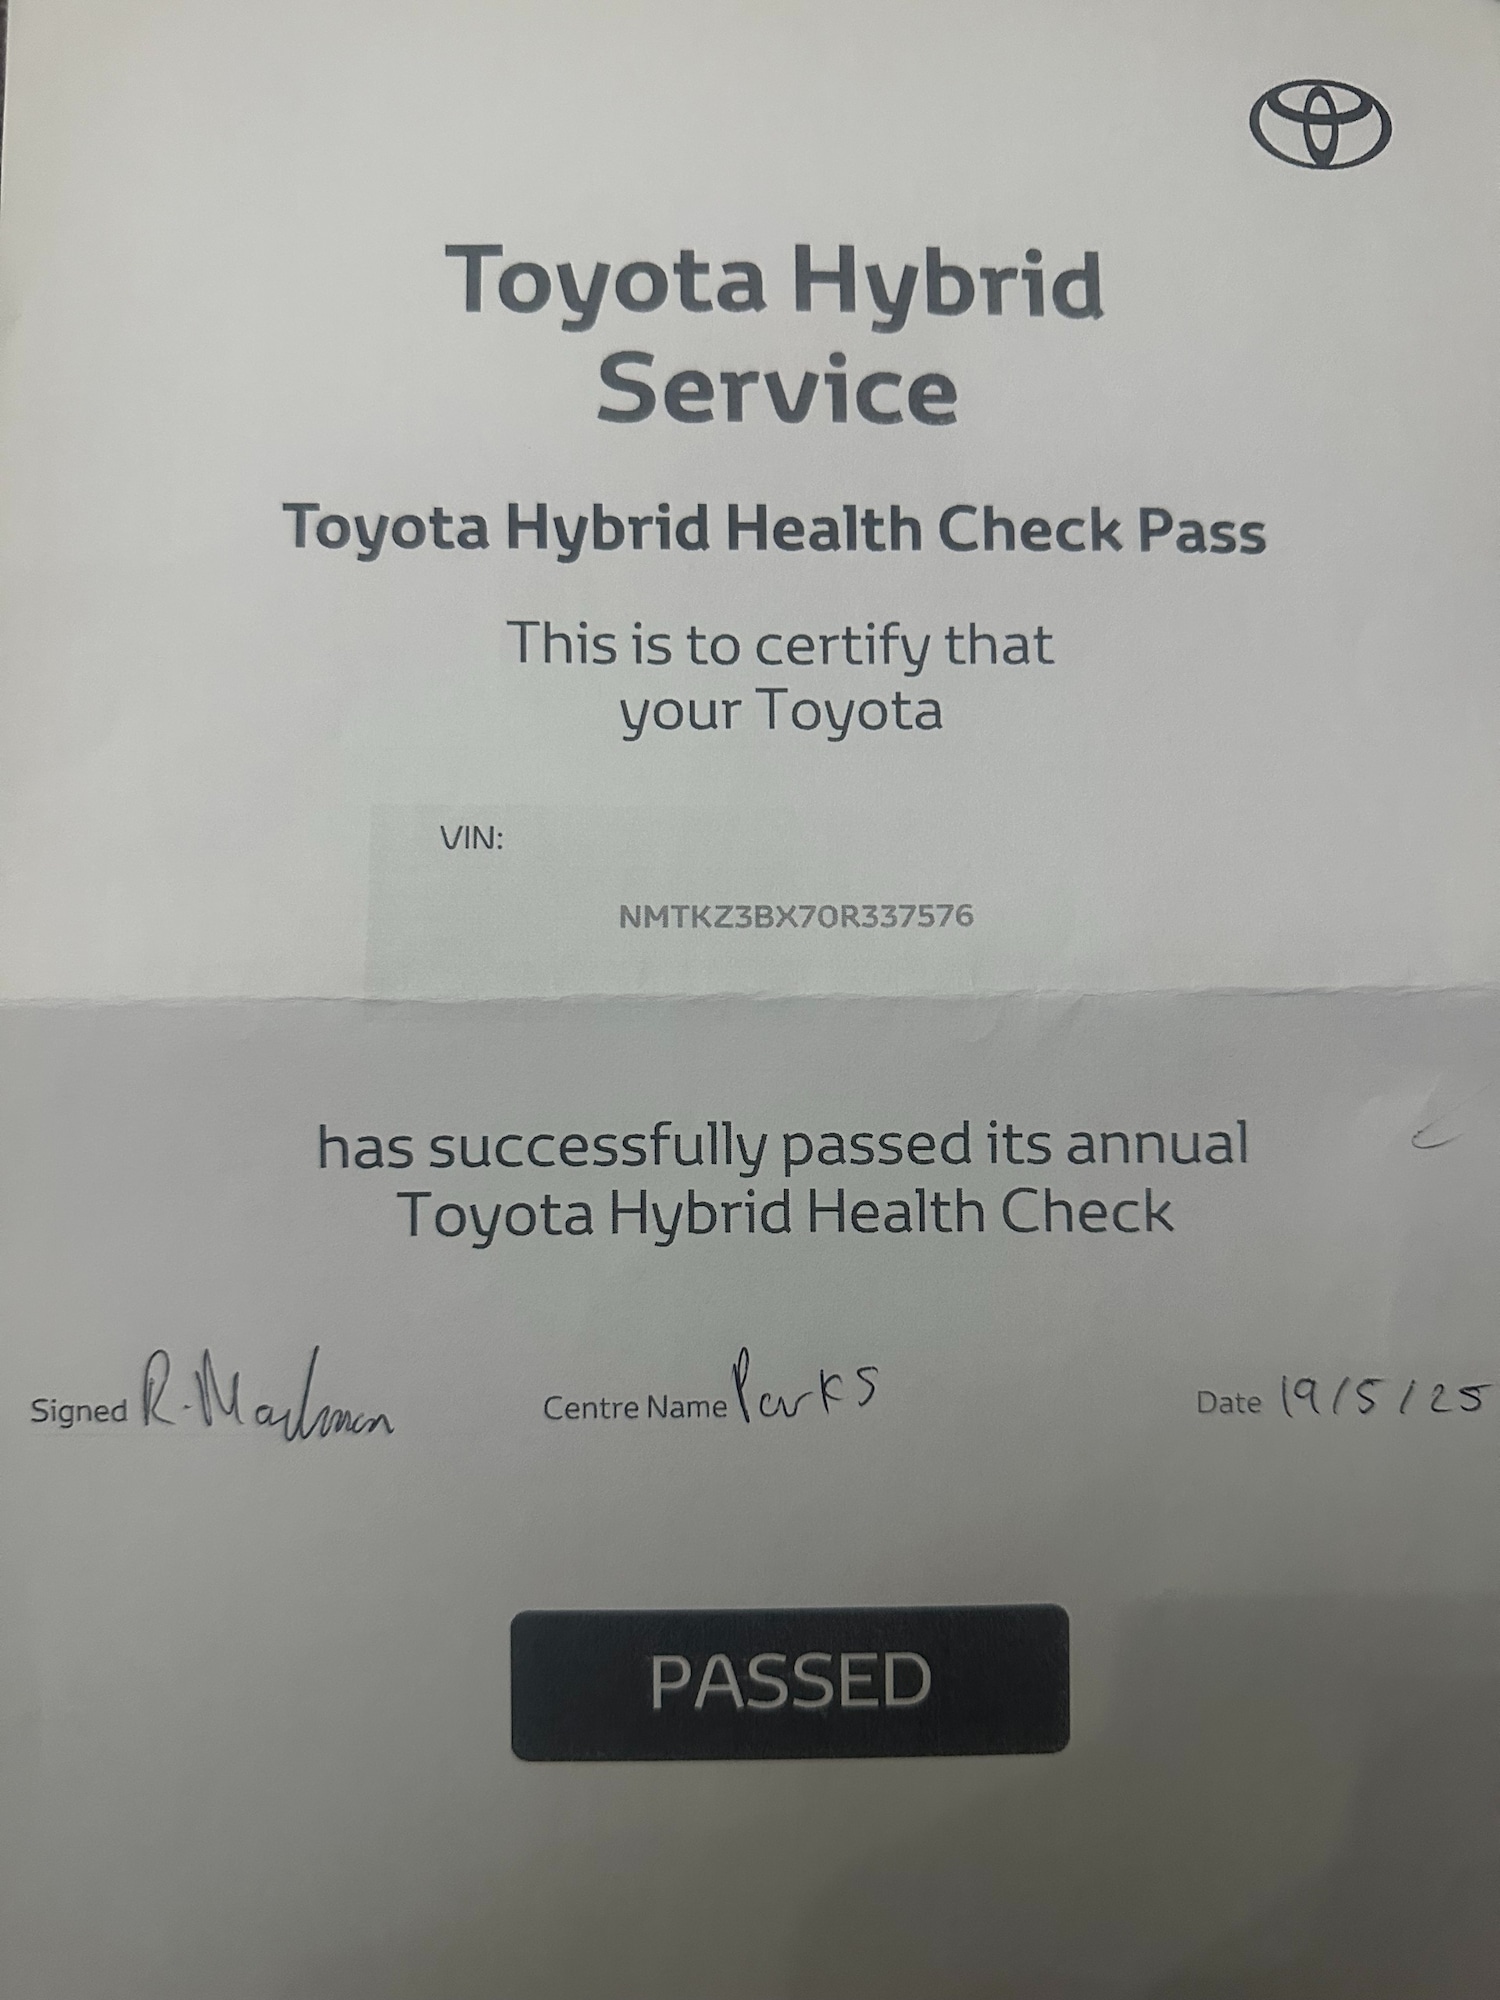 Toyota Hybrid
Service
Toyota Hybrid Health Check Pass
This is to certify that
your Toyota
VIN:
NMTKZ3BX70R337576
has successfully passed its annual
Toyota Hybrid Health Check
Signed R. Centre Name Parks Date 19/5/25
PASSED